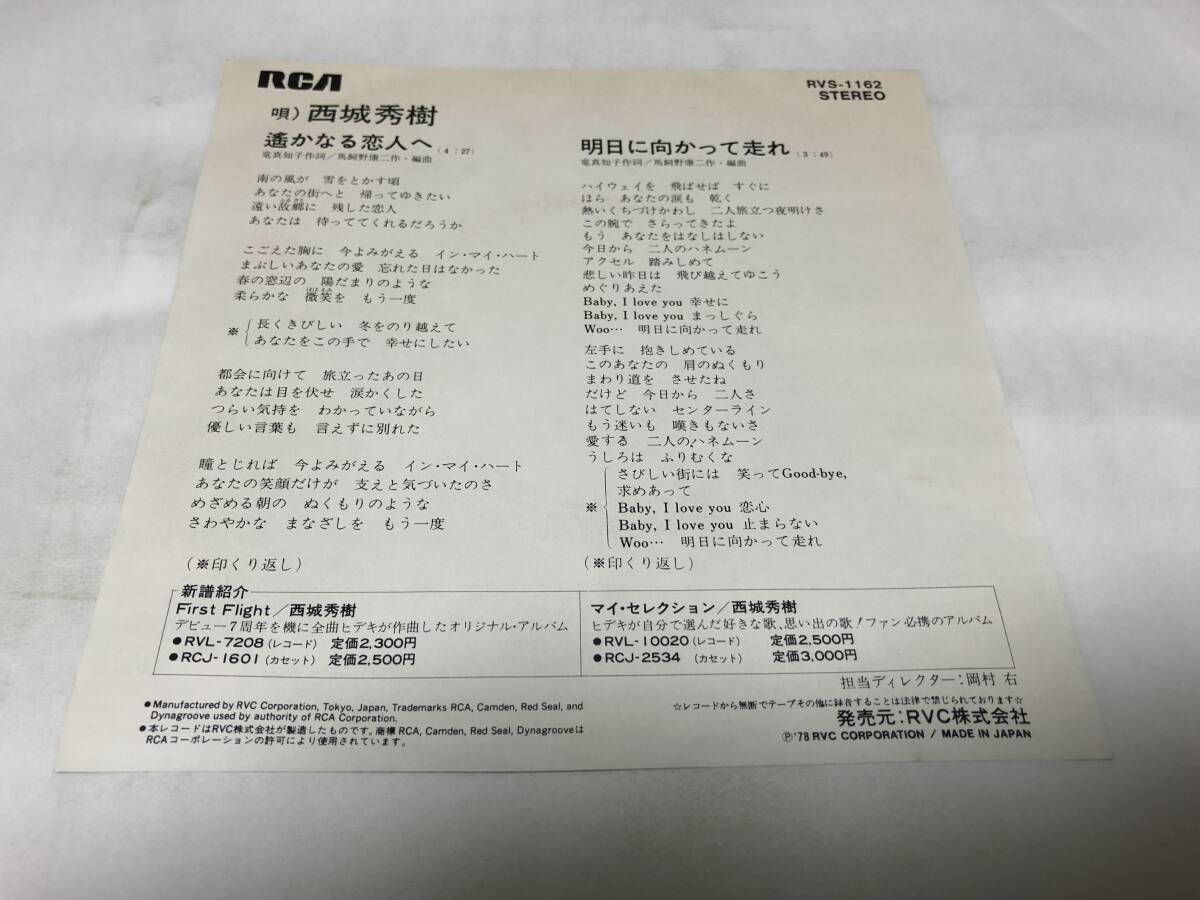 RCA
RVS-1162
STEREO
唄）西城秀樹
遙かなる恋人へ（4：27）
竜真知子作詞／馬飼野康二作・編曲
南の風が　雪をとかす頃
あなたの街へと　帰ってゆきたい
遠い故郷に　残した恋人
あなたは　待っててくれるだろうか
こごえた胸に　今よみがえる　イン・マイ・ハート
まぶしいあなたの愛　忘れた日はなかった
春の窓辺の　陽だまりのような
柔らかな　微笑を　もう一度
※ 長くきびしい　冬をのり越えて
あなたをこの手で　幸せにしたい
都会に向けて　旅立ったあの日
あなたは目を伏せ　涙かくした
つらい気持を　わかっていながら
優しい言葉も　言えずに別れた
瞳とじれば　今よみがえる　イン・マイ・ハート
あなたの笑顔だけが　支えと気づいたのさ
めざめる朝の　ぬくもりのような
さわやかな　まなざしを　もう一度
（※印くり返し）
明日に向かって走れ（3：49）
竜真知子作詞／馬飼野康二作・編曲
ハイウェイを　飛ばせば　すぐに
ほら　あなたの涙も　乾く
熱いくちづけかわし　二人旅立つ夜明けさ
この腕で　さらってきたよ
もう　あなたをはなしはしない
今日から　二人のハネムーン
アクセル　踏みしめて
悲しい昨日は　飛び越えてゆこう
めぐりあえた
Baby, I love you 幸せに
Baby, I love you まっしぐら
Woo… 明日に向かって走れ
左手に　抱きしめている
このあなたの　肩のぬくもり
まわり道を　させたね
だけど　今日から　二人さ
はてしない　センターライン
もう迷いも　嘆きもないさ
愛する　二人のハネムーン
うしろは　ふりむくな
さびしい街には　笑ってGood-bye,
求めあって
※ Baby, I love you 恋心
Baby, I love you 止まらない
Woo… 明日に向かって走れ
（※印くり返し）
新譜紹介
First Flight／西城秀樹
デビュー7周年を機に全曲ヒデキが作曲したオリジナル・アルバム
●RVL-7208（レコード）　定価2,300円
●RCJ-1601（カセット）　定価2,500円
マイ・セレクション／西城秀樹
ヒデキが自分で選んだ好きな歌、思い出の歌！ファン必携のアルバム
●RVL-10020（レコード）　定価2,500円
●RCJ-2534（カセット）　定価3,000円
担当ディレクター：岡村 右
●Manufactured by RVC Corporation, Tokyo, Japan, Trademarks RCA, Camden, Red Seal, and
Dynagroove used by authority of RCA Corporation.
●本レコードはRVC株式会社が製造したものです。商標RCA, Camden, Red Seal, Dynagrooveは
RCAコーポレーションの許可により使用されています。
☆レコードから無断でテープその他に録音することは法律で禁じられております☆
発売元：RVC株式会社
Ⓟ'78 RVC CORPORATION / MADE IN JAPAN